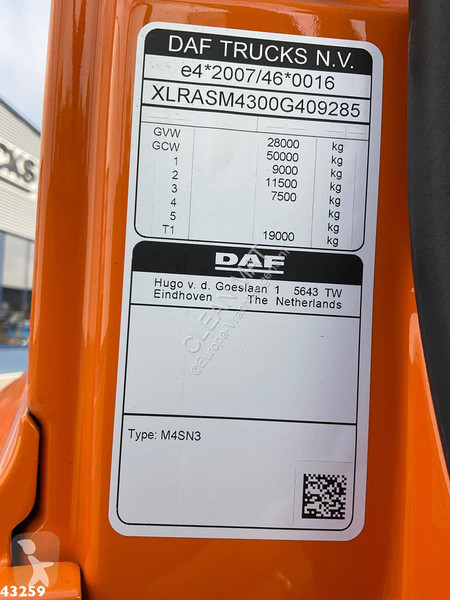 DAF TRUCKS N.V.
e4*2007/46*0016
XLRASM4300G409285
GVW 28000 kg
GCW 50000 kg
1 9000 kg
2 11500 kg
3 7500 kg
4 kg
5 kg
T1 19000 kg
DAF
Hugo v. d. Goeslaan 1 5643 TW
Eindhoven The Netherlands
Type: M4SN3
43259